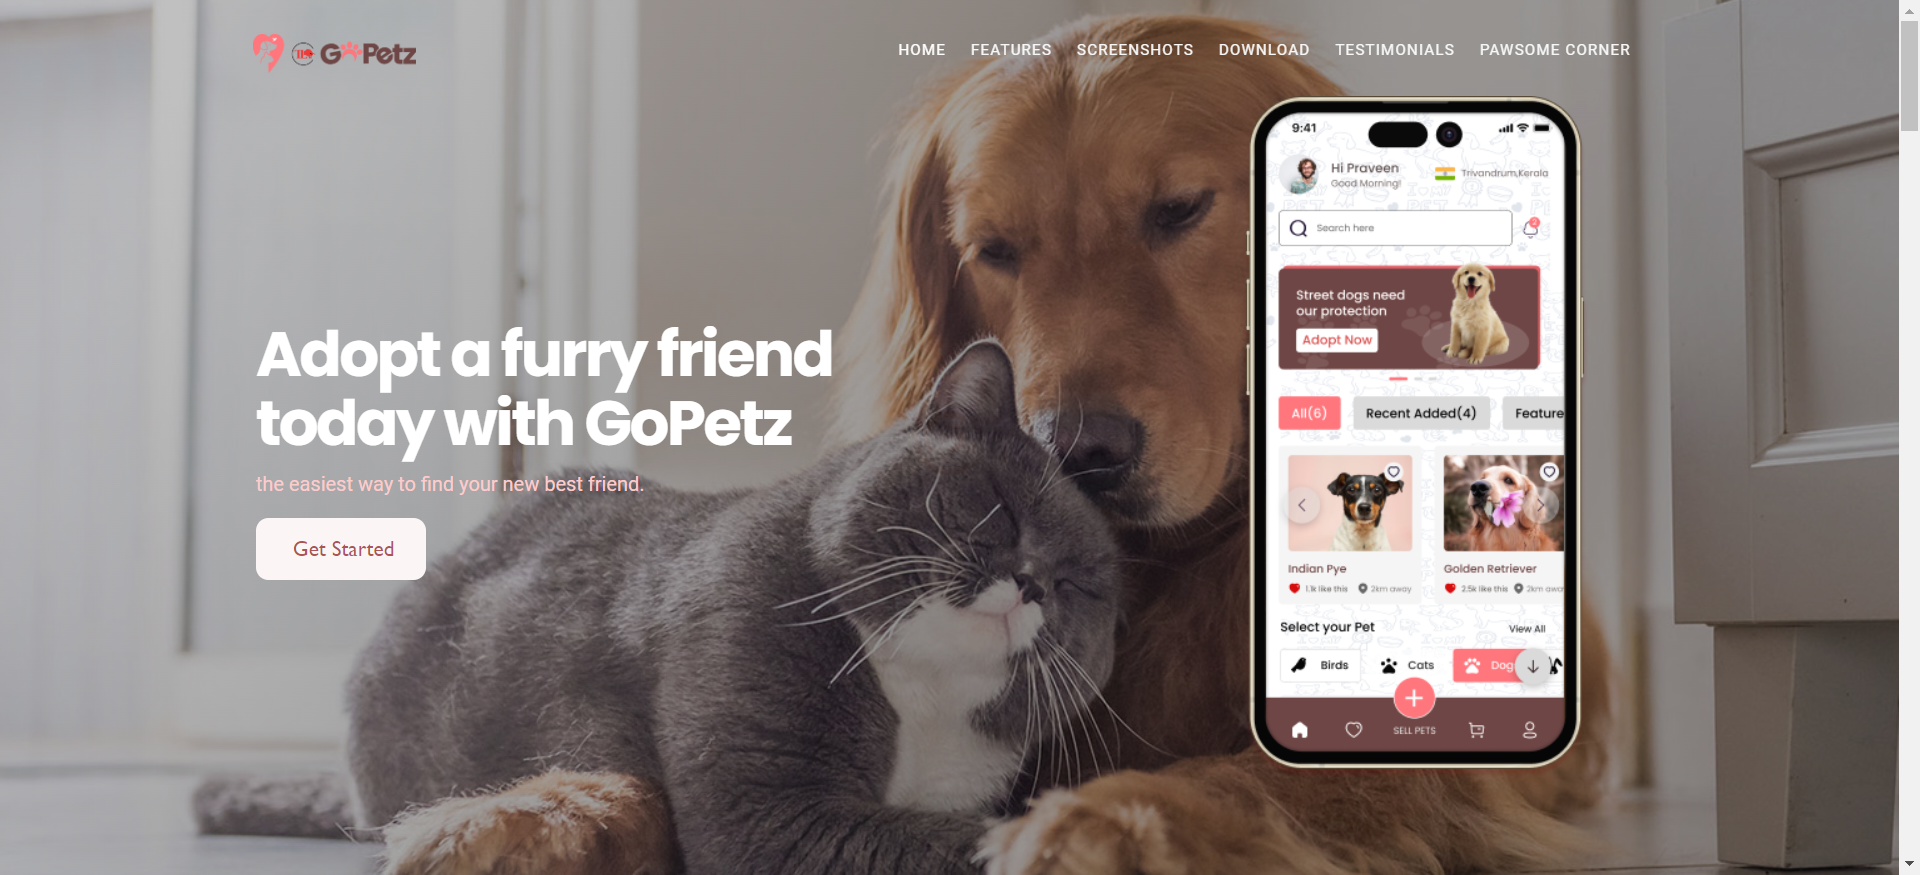 GoPetz
HOME FEATURES SCREENSHOTS DOWNLOAD TESTIMONIALS PAWSOME CORNER
Adopt a furry friend
today with GoPetz
the easiest way to find your new best friend.
Get Started
9:41
Hi Praveen
Good Morning!
Trivandrum,Kerala
Search here
2
Street dogs need
our protection
Adopt Now
All(6) Recent Added(4) Feature
Indian Pye
1.1k like this 2km away
Golden Retriever
2.5k like this 2km awa
Select your Pet View All
Birds Cats Dog
SELL PETS